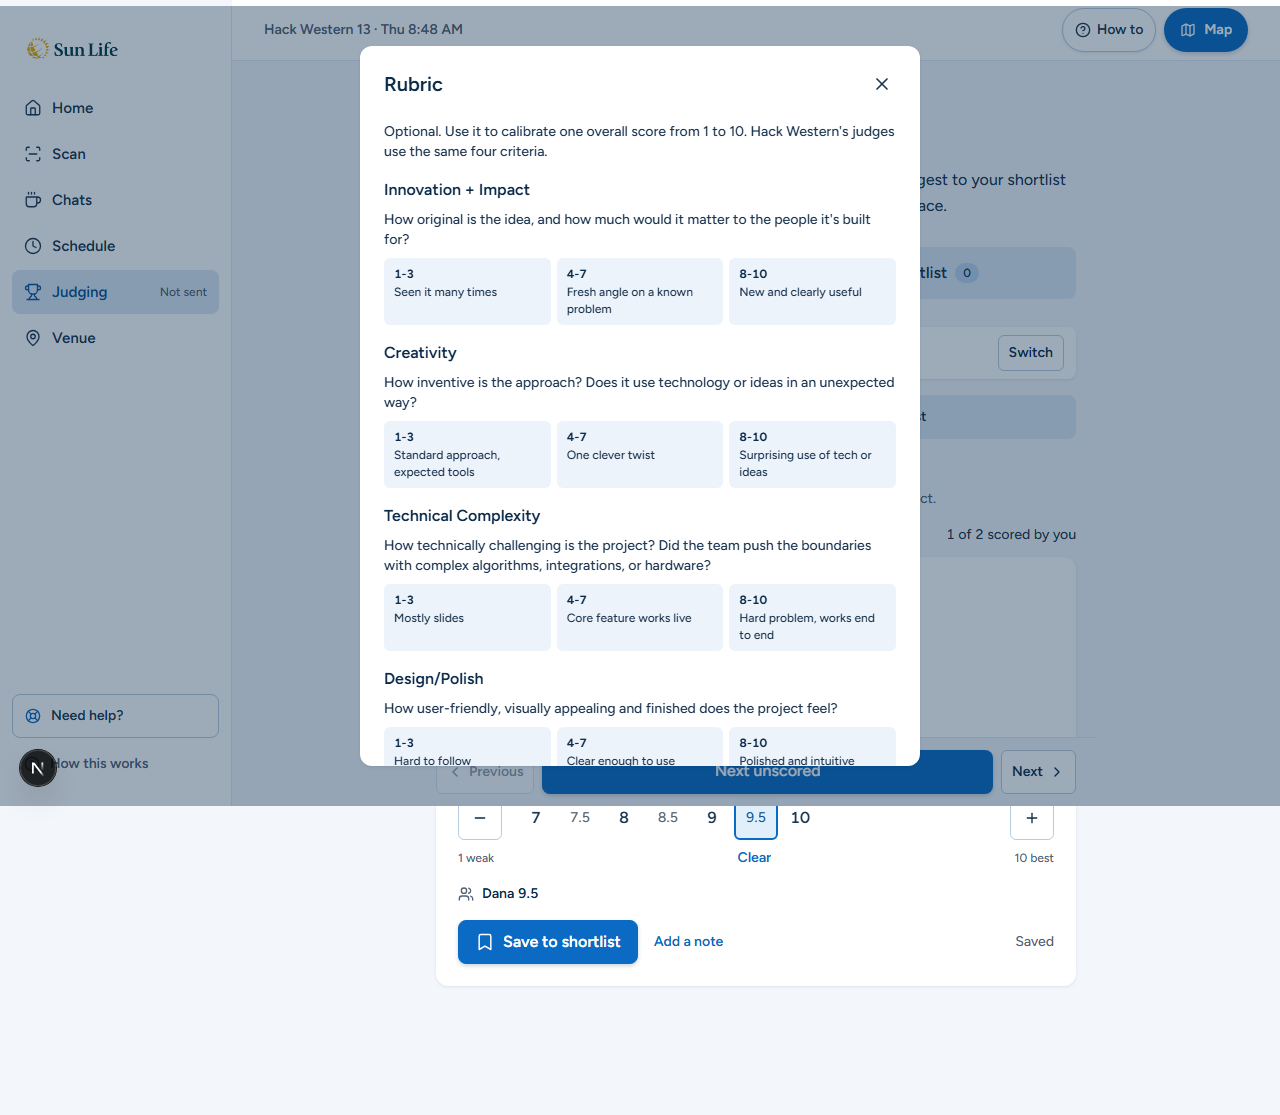 Sun Life
Hack Western 13 · Thu 8:48 AM
How to
Map
Home
Scan
Chats
Schedule
Judging
Not sent
Venue
Need help?
How this works
N
Rubric
Optional. Use it to calibrate one overall score from 1 to 10. Hack Western's judges
use the same four criteria.
Innovation + Impact
How original is the idea, and how much would it matter to the people it's built
for?
1-3
Seen it many times
4-7
Fresh angle on a known
problem
8-10
New and clearly useful
Creativity
How inventive is the approach? Does it use technology or ideas in an unexpected
way?
1-3
Standard approach,
expected tools
4-7
One clever twist
8-10
Surprising use of tech or
ideas
Technical Complexity
How technically challenging is the project? Did the team push the boundaries
with complex algorithms, integrations, or hardware?
1-3
Mostly slides
4-7
Core feature works live
8-10
Hard problem, works end
to end
Design/Polish
How user-friendly, visually appealing and finished does the project feel?
1-3
Hard to follow
4-7
Clear enough to use
8-10
Polished and intuitive
to your shortlist
0
Switch
1 of 2 scored by you
Previous
Next unscored
Next
7 7.5 8 8.5 9 9.5 10
1 weak
Clear
10 best
Dana 9.5
Save to shortlist
Add a note
Saved